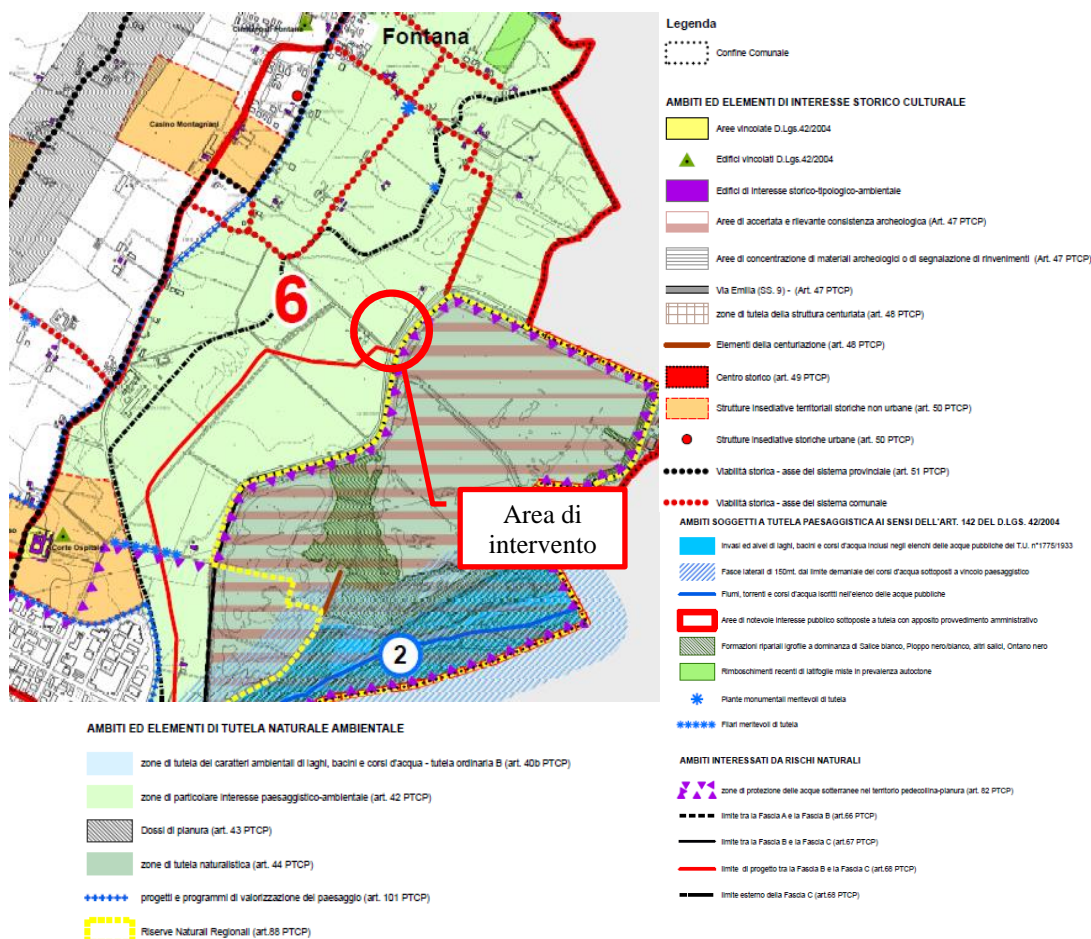 Fontana
Cimitero di Fontana
Casino Montagnani
6
Corte Ospitale
2
Area di
intervento
Legenda
Confine Comunale
AMBITI ED ELEMENTI DI INTERESSE STORICO CULTURALE
Aree vincolate D.Lgs.42/2004
Edifici vincolati D.Lgs.42/2004
Edifici di interesse storico-tipologico-ambientale
Aree di accertata e rilevante consistenza archeologica (Art. 47 PTCP)
Aree di concentrazione di materiali archeologici o di segnalazione di rinvenimenti (Art. 47 PTCP)
Via Emilia (SS. 9) - (Art. 47 PTCP)
zone di tutela della struttura centuriata (art. 48 PTCP)
Elementi della centuriazione (art. 48 PTCP)
Centro storico (art. 49 PTCP)
Strutture insediative territoriali storiche non urbane (art. 50 PTCP)
Strutture insediative storiche urbane (art. 50 PTCP)
Viabilità storica - asse del sistema provinciale (art. 51 PTCP)
Viabilità storica - asse del sistema comunale
AMBITI SOGGETTI A TUTELA PAESAGGISTICA AI SENSI DELL'ART. 142 DEL D.LGS. 42/2004
Invasi ed alvei di laghi, bacini e corsi d'acqua inclusi negli elenchi delle acque pubbliche del T.U. n°1775/1933
Fasce laterali di 150mt. dal limite demaniale dei corsi d'acqua sottoposti a vincolo paesaggistico
Fiumi, torrenti e corsi d'acqua iscritti nell'elenco delle acque pubbliche
Aree di notevole interesse pubblico sottoposte a tutela con apposito provvedimento amministrativo
Formazioni ripariali igrofile a dominanza di Salice bianco, Pioppo nero/bianco, altri salici, Ontano nero
Rimboschimenti recenti di latifoglie miste in prevalenza autoctone
Piante monumentali meritevoli di tutela
Filari meritevoli di tutela
AMBITI INTERESSATI DA RISCHI NATURALI
zone di protezione delle acque sotterranee nel territorio pedecollina-pianura (art. 82 PTCP)
limite tra la Fascia A e la Fascia B (art.66 PTCP)
limite tra la Fascia B e la Fascia C (art.67 PTCP)
limite di progetto tra la Fascia B e la Fascia C (art.68 PTCP)
limite esterno della Fascia C (art.68 PTCP)
AMBITI ED ELEMENTI DI TUTELA NATURALE AMBIENTALE
zone di tutela dei caratteri ambientali di laghi, bacini e corsi d'acqua - tutela ordinaria B (art. 40b PTCP)
zone di particolare interesse paesaggistico-ambientale (art. 42 PTCP)
Dossi di pianura (art. 43 PTCP)
zone di tutela naturalistica (art. 44 PTCP)
progetti e programmi di valorizzazione del paesaggio (art. 101 PTCP)
Riserve Naturali Regionali (art.88 PTCP)